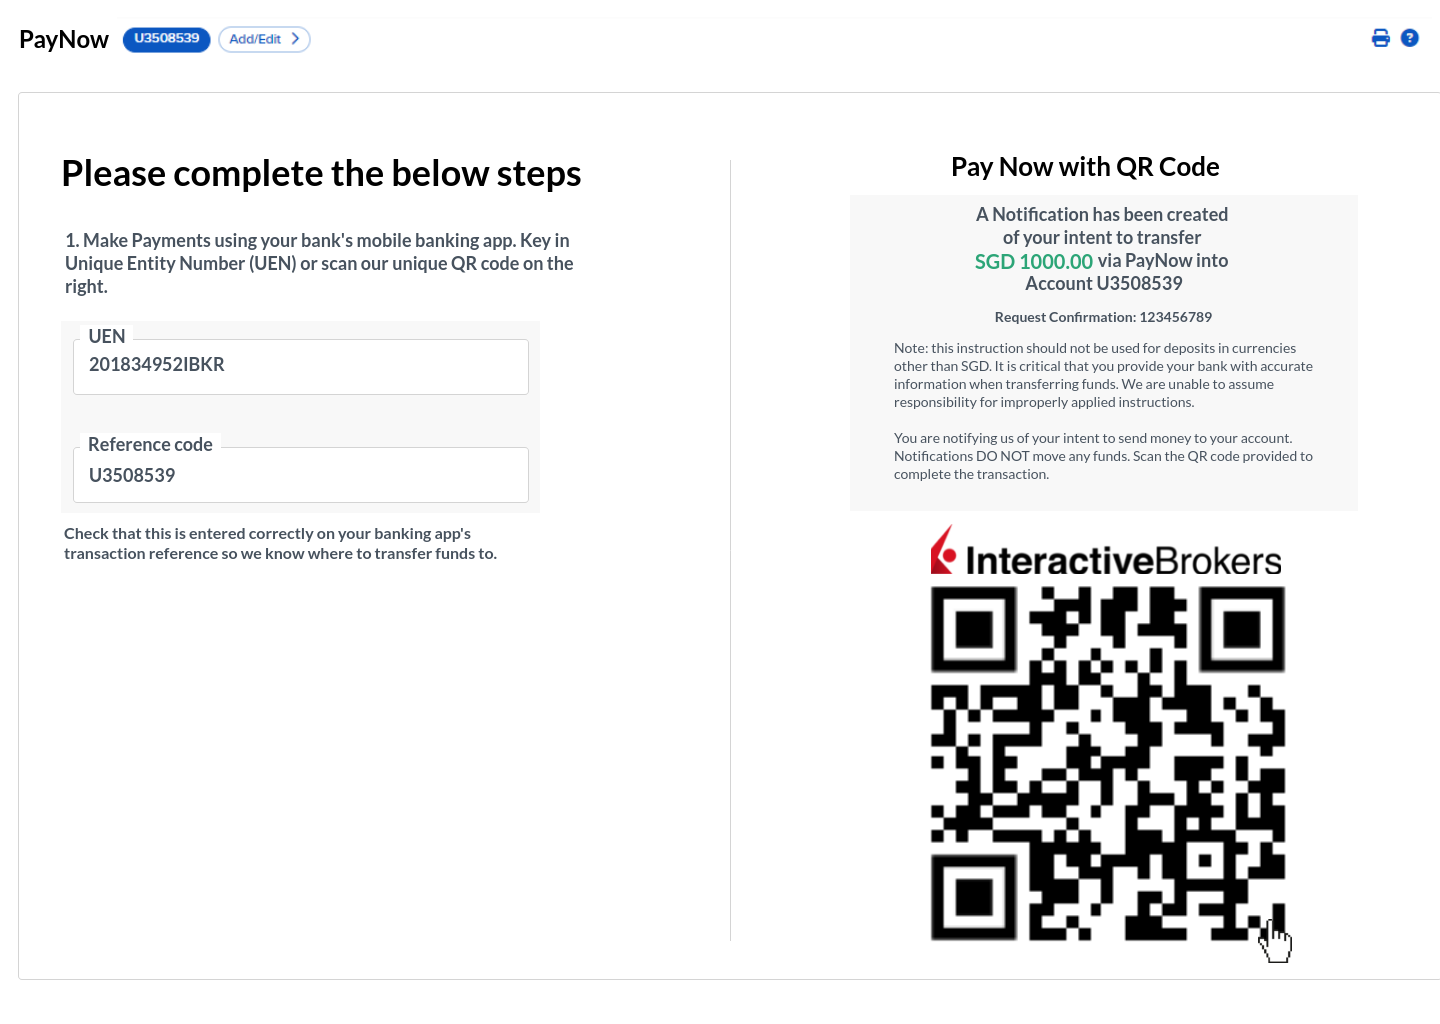 PayNow U3508539 Add/Edit
Please complete the below steps
1. Make Payments using your bank's mobile banking app. Key in
Unique Entity Number (UEN) or scan our unique QR code on the
right.
UEN
201834952IBKR
Reference code
U3508539
Check that this is entered correctly on your banking app's
transaction reference so we know where to transfer funds to.
Pay Now with QR Code
A Notification has been created
of your intent to transfer
SGD 1000.00 via PayNow into
Account U3508539
Request Confirmation: 123456789
Note: this instruction should not be used for deposits in currencies
other than SGD. It is critical that you provide your bank with accurate
information when transferring funds. We are unable to assume
responsibility for improperly applied instructions.
You are notifying us of your intent to send money to your account.
Notifications DO NOT move any funds. Scan the QR code provided to
complete the transaction.
InteractiveBrokers